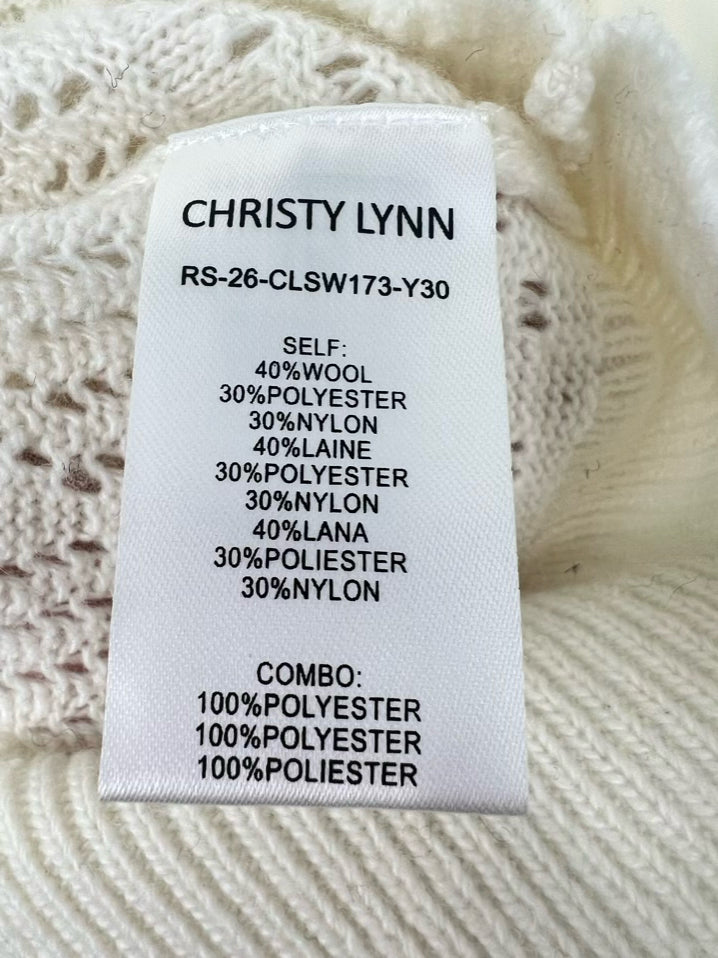 CHRISTY LYNN
RS-26-CLSW173-Y30
SELF:
40%WOOL
30%POLYESTER
30%NYLON
40%LAINE
30%POLYESTER
30%NYLON
40%LANA
30%POLIESTER
30%NYLON
COMBO:
100%POLYESTER
100%POLYESTER
100%POLIESTER